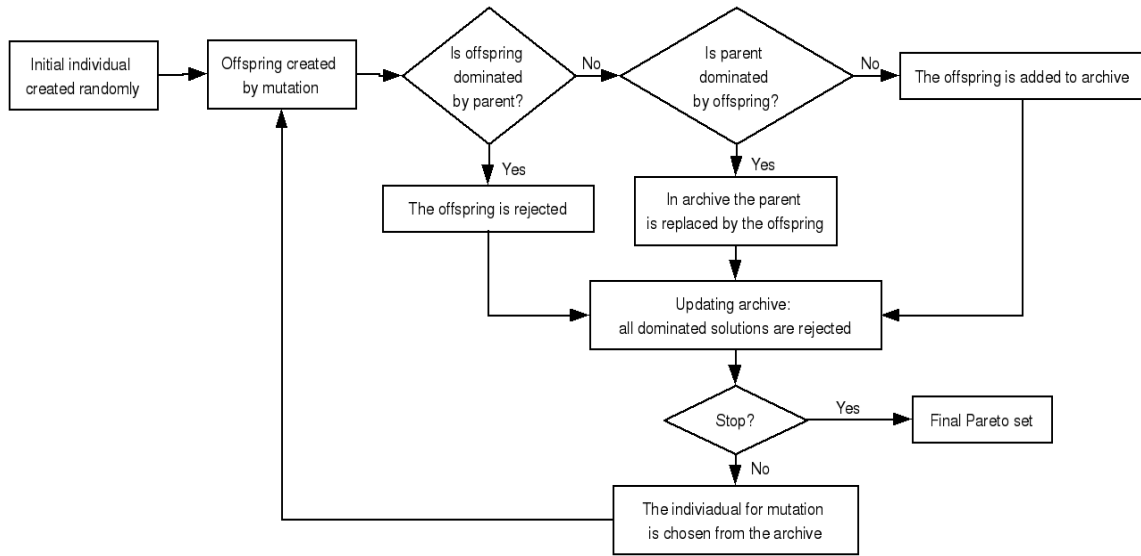 Initial individual
created randomly
Offspring created
by mutation
Is offspring
dominated
by parent?
No
Is parent
dominated
by offspring?
No
The offspring is added to archive
Yes
Yes
The offspring is rejected
In archive the parent
is replaced by the offspring
Updating archive:
all dominated solutions are rejected
Stop?
Yes
Final Pareto set
No
The indiviadual for mutation
is chosen from the archive